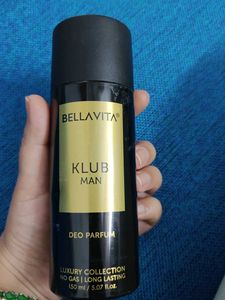 BELLAVITA®
KLUB
MAN
DEO PARFUM
LUXURY COLLECTION
NO GAS | LONG LASTING
150 ml / 5.07 fl.oz.